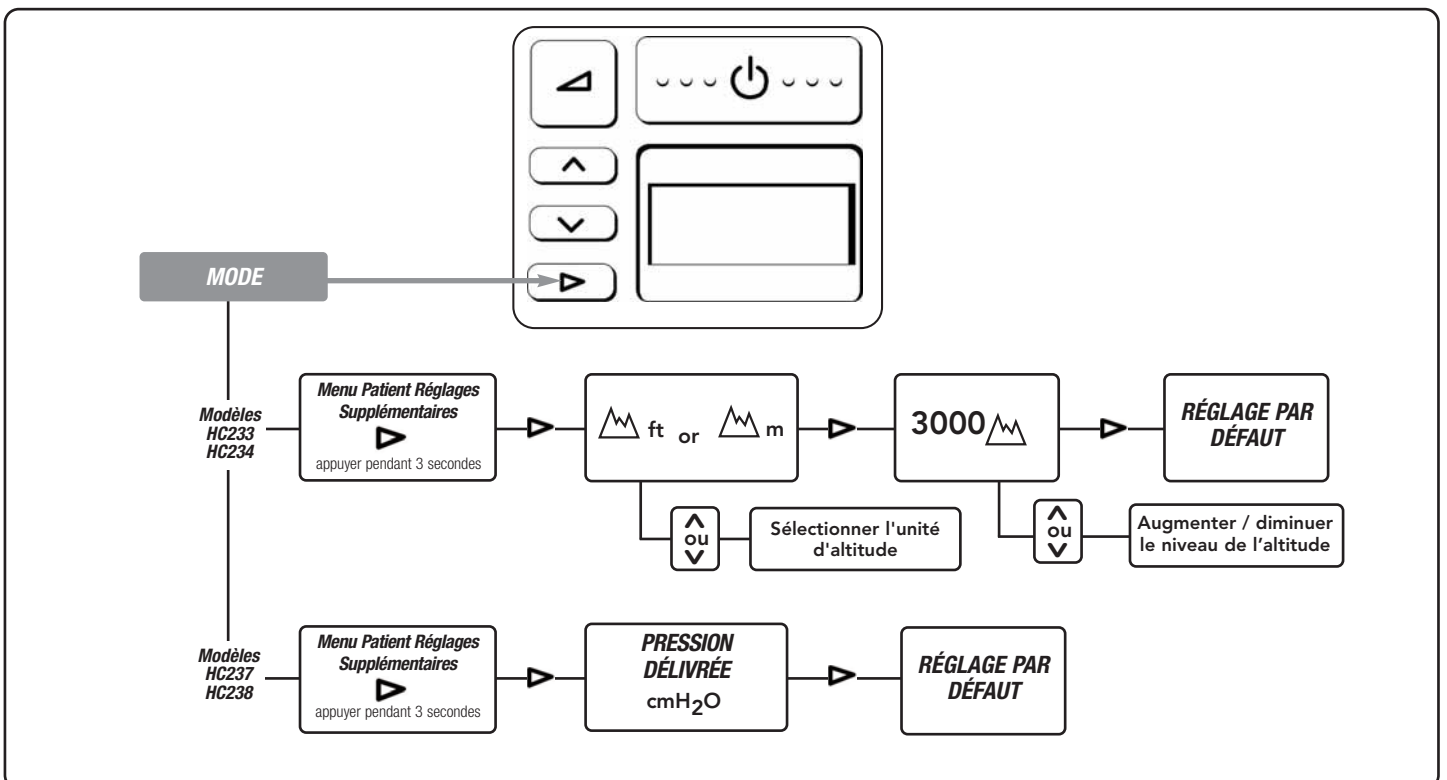 MODE
Modèles
HC233
HC234
Menu Patient Réglages
Supplémentaires
appuyer pendant 3 secondes
ft or m
3000
RÉGLAGE PAR
DÉFAUT
ou
Sélectionner l'unité
d'altitude
ou
Augmenter / diminuer
le niveau de l’altitude
Modèles
HC237
HC238
Menu Patient Réglages
Supplémentaires
appuyer pendant 3 secondes
PRESSION
DÉLIVRÉE
cmH2O
RÉGLAGE PAR
DÉFAUT